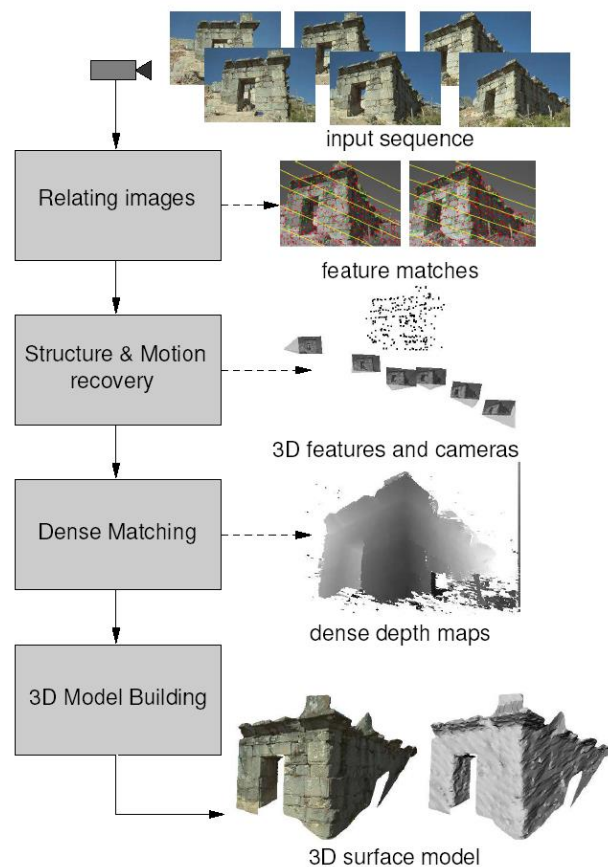 input sequence
Relating images
feature matches
Structure & Motion
recovery
3D features and cameras
Dense Matching
dense depth maps
3D Model Building
3D surface model